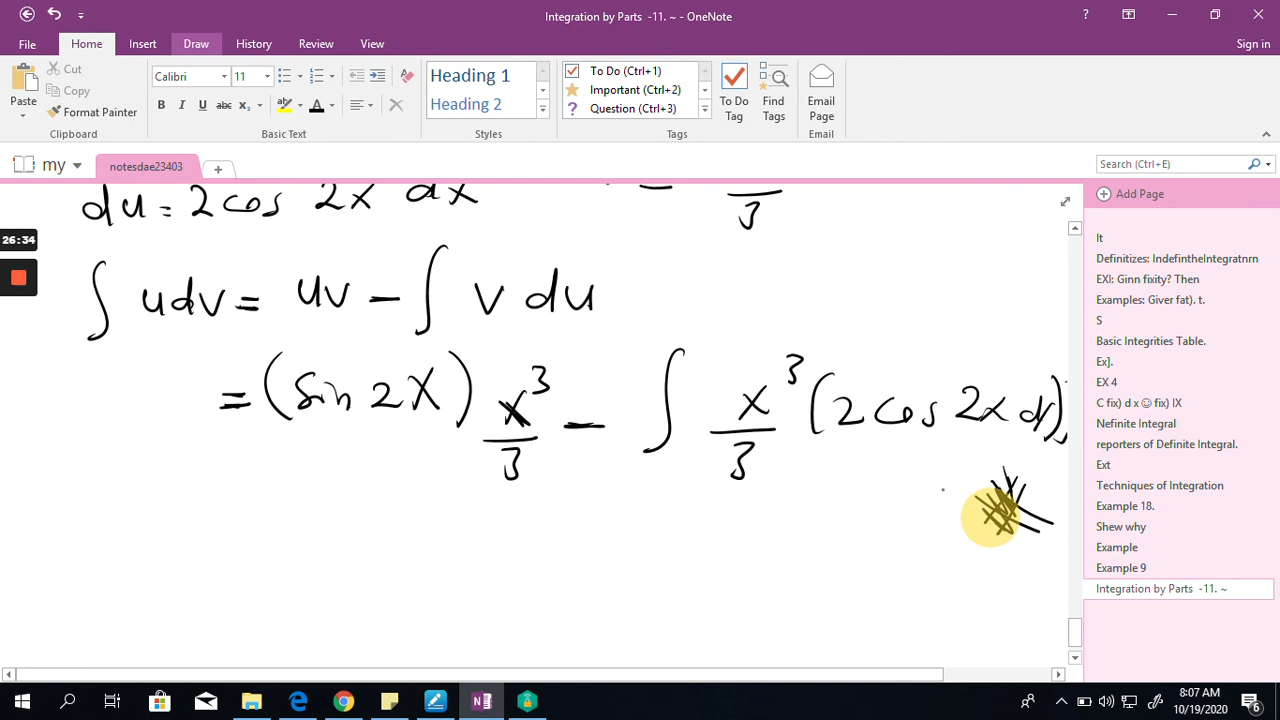 Integration by Parts -11. ~ - OneNote
File Home Insert Draw History Review View Sign in
Paste
Cut
Copy
Format Painter
Clipboard
Calibri 11
B I U abc x₂ A
Basic Text
Heading 1
Heading 2
Styles
To Do (Ctrl+1)
Important (Ctrl+2)
Question (Ctrl+3)
Tags
To Do Tag
Find Tags
Email Page
Email
my notesdae23403
Search (Ctrl+E)
26:34
du = 2cos 2x dx
3
∫ udv = uv - ∫ v du
= (sin 2x) x³/3 - ∫ x³/3 (2 cos 2x dx)
Add Page
It
Definitizes: IndefintheIntegratnrn
EXI: Ginn fixity? Then
Examples: Giver fat). t.
S
Basic Integrities Table.
Ex].
EX 4
C fix) d x☺fix) IX
Nefinite Integral
reporters of Definite Integral.
Ext
Techniques of Integration
Example 18.
Shew why
Example
Example 9
Integration by Parts -11. ~
8:07 AM
10/19/2020
6